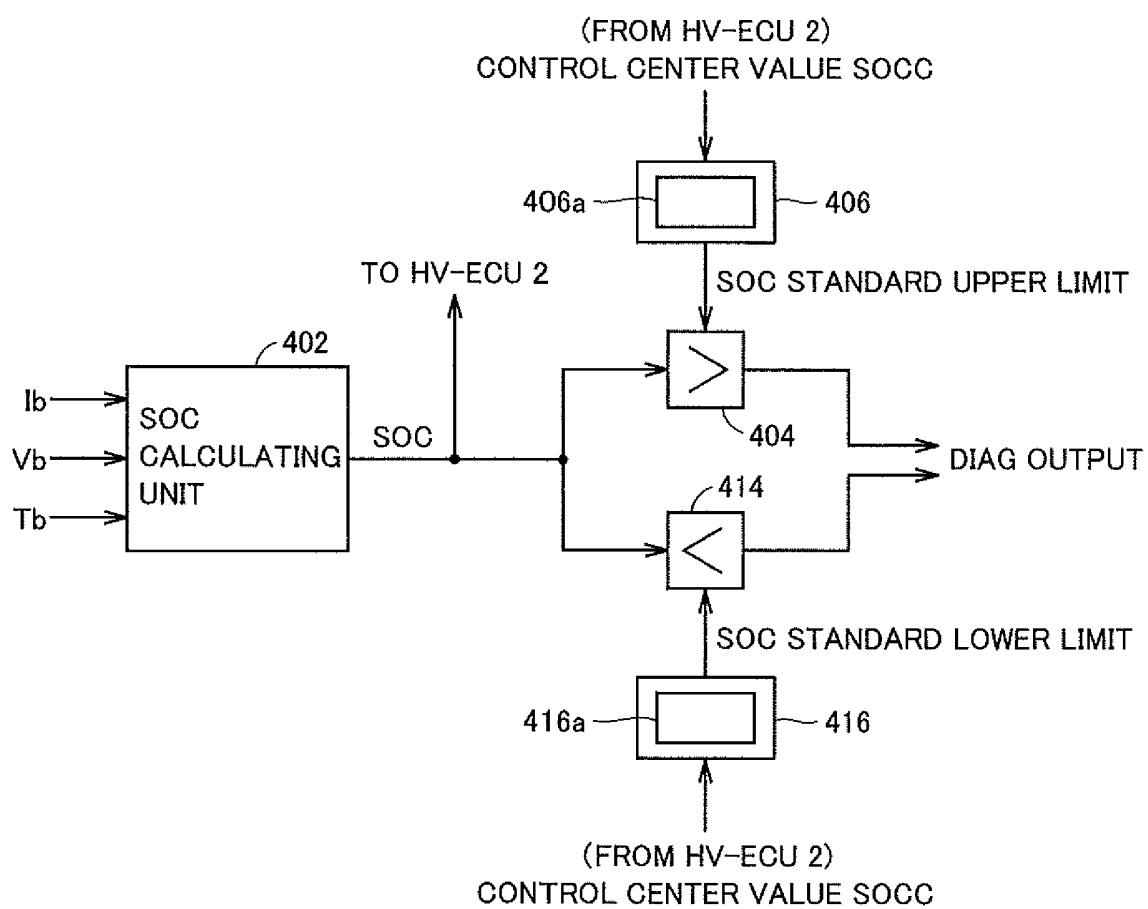 (FROM HV-ECU 2)
CONTROL CENTER VALUE SOCC
406a
406
TO HV-ECU 2
SOC STANDARD UPPER LIMIT
402
Ib
Vb
Tb
SOC
CALCULATING
UNIT
SOC
>
404
DIAG OUTPUT
414
<
SOC STANDARD LOWER LIMIT
416a
416
(FROM HV-ECU 2)
CONTROL CENTER VALUE SOCC